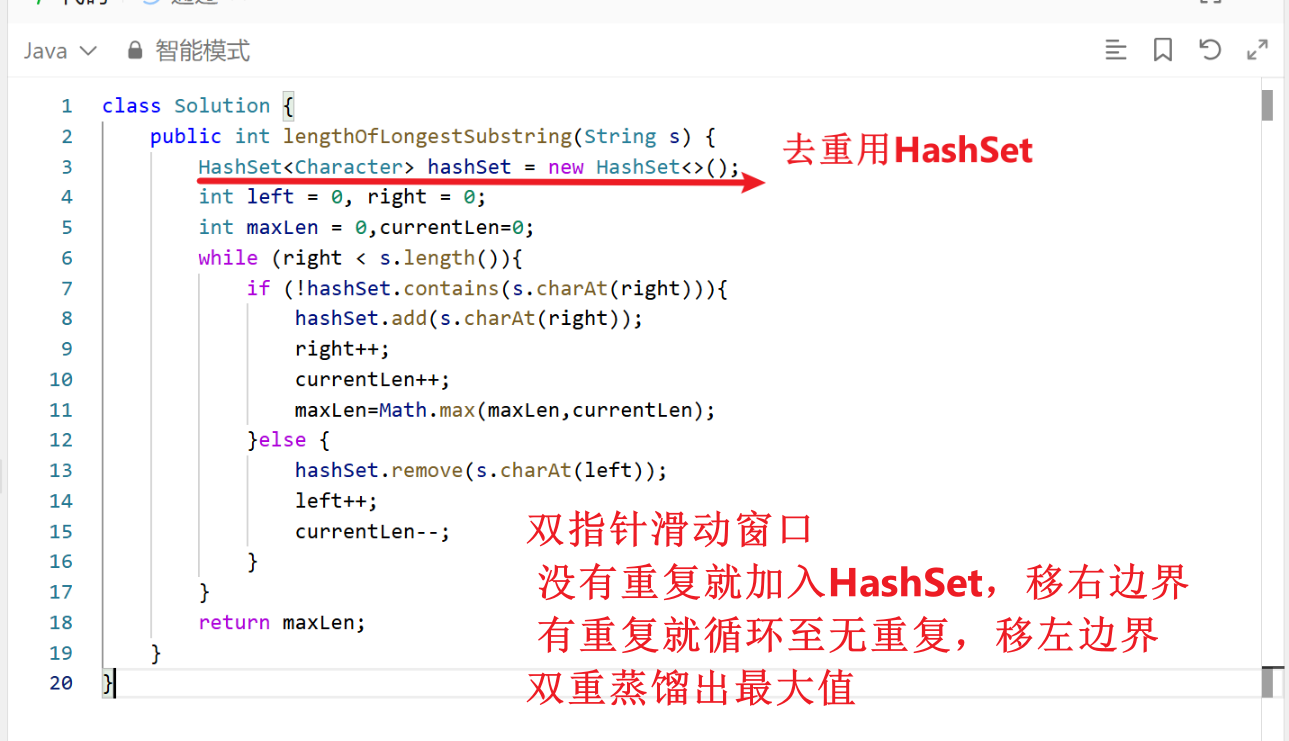 Java 智能模式
1 class Solution {
2 public int lengthOfLongestSubstring(String s) {
去重用HashSet
3 HashSet<Character> hashSet = new HashSet<>();
4 int left = 0, right = 0;
5 int maxLen = 0,currentLen=0;
6 while (right < s.length()){
7 if (!hashSet.contains(s.charAt(right))){
8 hashSet.add(s.charAt(right));
9 right++;
10 currentLen++;
11 maxLen=Math.max(maxLen,currentLen);
12 }else {
13 hashSet.remove(s.charAt(left));
14 left++;
15 currentLen--;
双指针滑动窗口
16 }
没有重复就加入HashSet，移右边界
17 }
18 return maxLen;
有重复就循环至无重复，移左边界
19 }
20 }
双重蒸馏出最大值